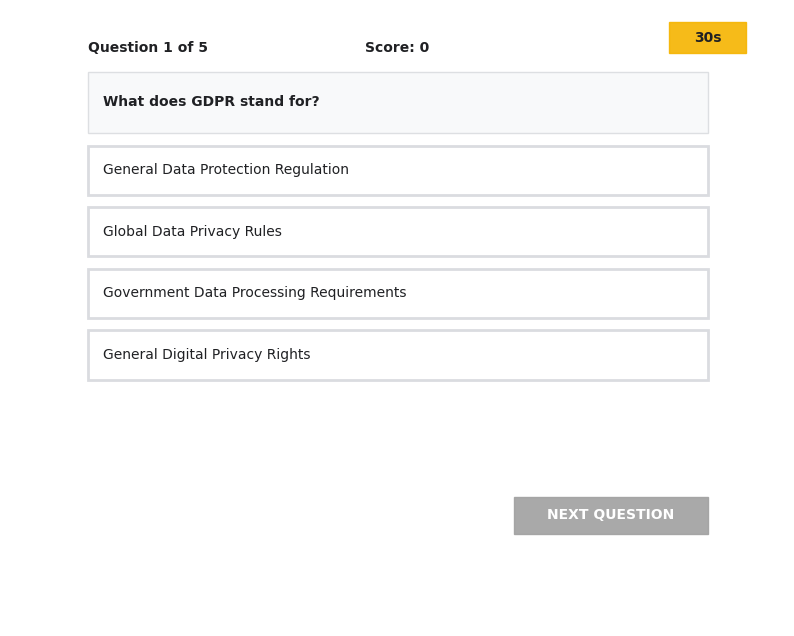 Question 1 of 5
Score: 0
30s
What does GDPR stand for?
General Data Protection Regulation
Global Data Privacy Rules
Government Data Processing Requirements
General Digital Privacy Rights
NEXT QUESTION